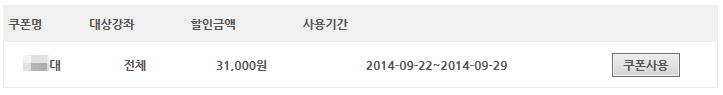 쿠폰명 대상강좌 할인금액 사용기간
대 전체 31,000원 2014-09-22~2014-09-29 쿠폰사용